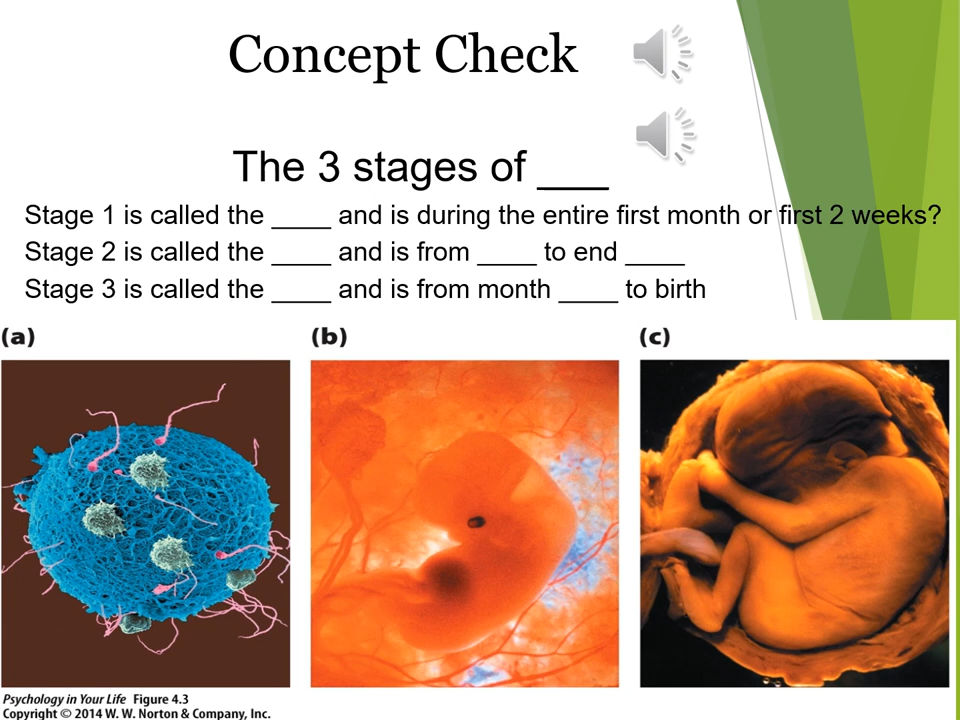 Concept Check
The 3 stages of ___
Stage 1 is called the ____ and is during the entire first month or first 2 weeks?
Stage 2 is called the ____ and is from ____ to end ____
Stage 3 is called the ____ and is from month ____ to birth
(a) (b) (c)
Psychology in Your Life Figure 4.3
Copyright © 2014 W. W. Norton & Company, Inc.